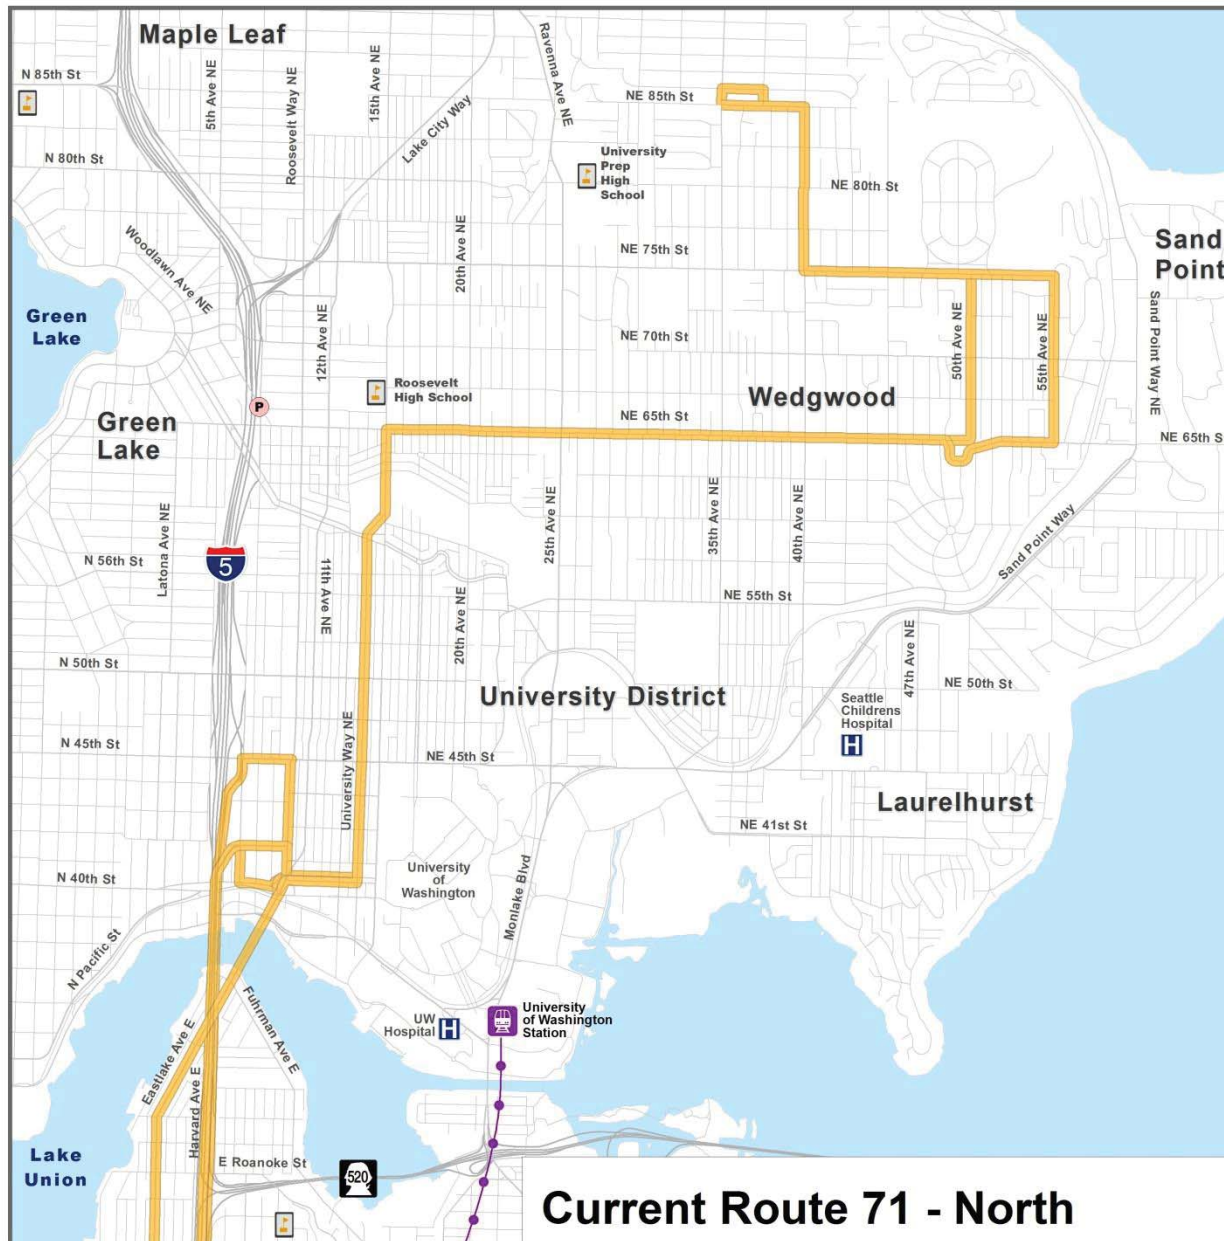 Maple Leaf
N 85th St
5th Ave NE
Roosevelt Way NE
15th Ave NE
Lake City Way
Ravenna Ave NE
NE 85th St
N 80th St
University
Prep
High
School
NE 80th St
20th Ave NE
NE 75th St
Sand
Point
Woodlawn Ave NE
Green
Lake
12th Ave NE
NE 70th St
50th Ave NE
55th Ave NE
Sand Point Way NE
Roosevelt
High School
Wedgwood
P
Green
Lake
NE 65th St
NE 65th S
Latona Ave NE
25th Ave NE
35th Ave NE
40th Ave NE
Sand Point Way
5
N 56th St
11th Ave NE
NE 55th St
20th Ave NE
47th Ave NE
N 50th St
NE 50th St
University District
Seattle
Childrens
Hospital
H
N 45th St
University Way NE
NE 45th St
Laurelhurst
NE 41st St
University
of Washington
N 40th St
Monlake Blvd
N Pacific St
Fuhrman Ave E
UW
Hospital
H
University
of Washington
Station
Eastlake Ave E
Harvard Ave E
Lake
Union
E Roanoke St
520
Current Route 71 - North